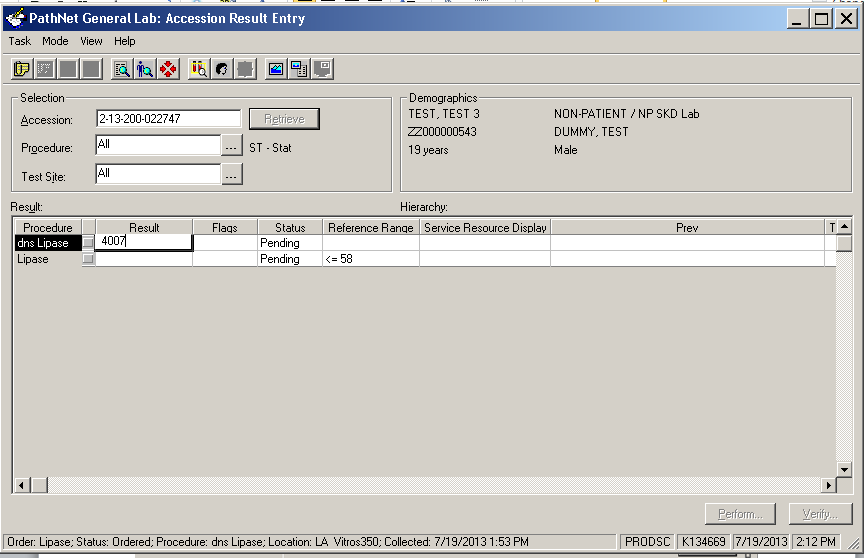 PathNet General Lab: Accession Result Entry
Task Mode View Help
Selection
Accession: 2-13-200-022747 Retrieve
Procedure: All ... ST - Stat
Test Site: All ...
Demographics
TEST, TEST 3 NON-PATIENT / NP SKD Lab
ZZ000000543 DUMMY, TEST
19 years Male
Result: Hierarchy:
Procedure Result Flags Status Reference Range Service Resource Display Prev T
dns Lipase 4007 Pending
Lipase Pending <= 58
Perform... Verify...
Order: Lipase; Status: Ordered; Procedure: dns Lipase; Location: LA Vitros350; Collected: 7/19/2013 1:53 PM PRODSC K134669 7/19/2013 2:12 PM